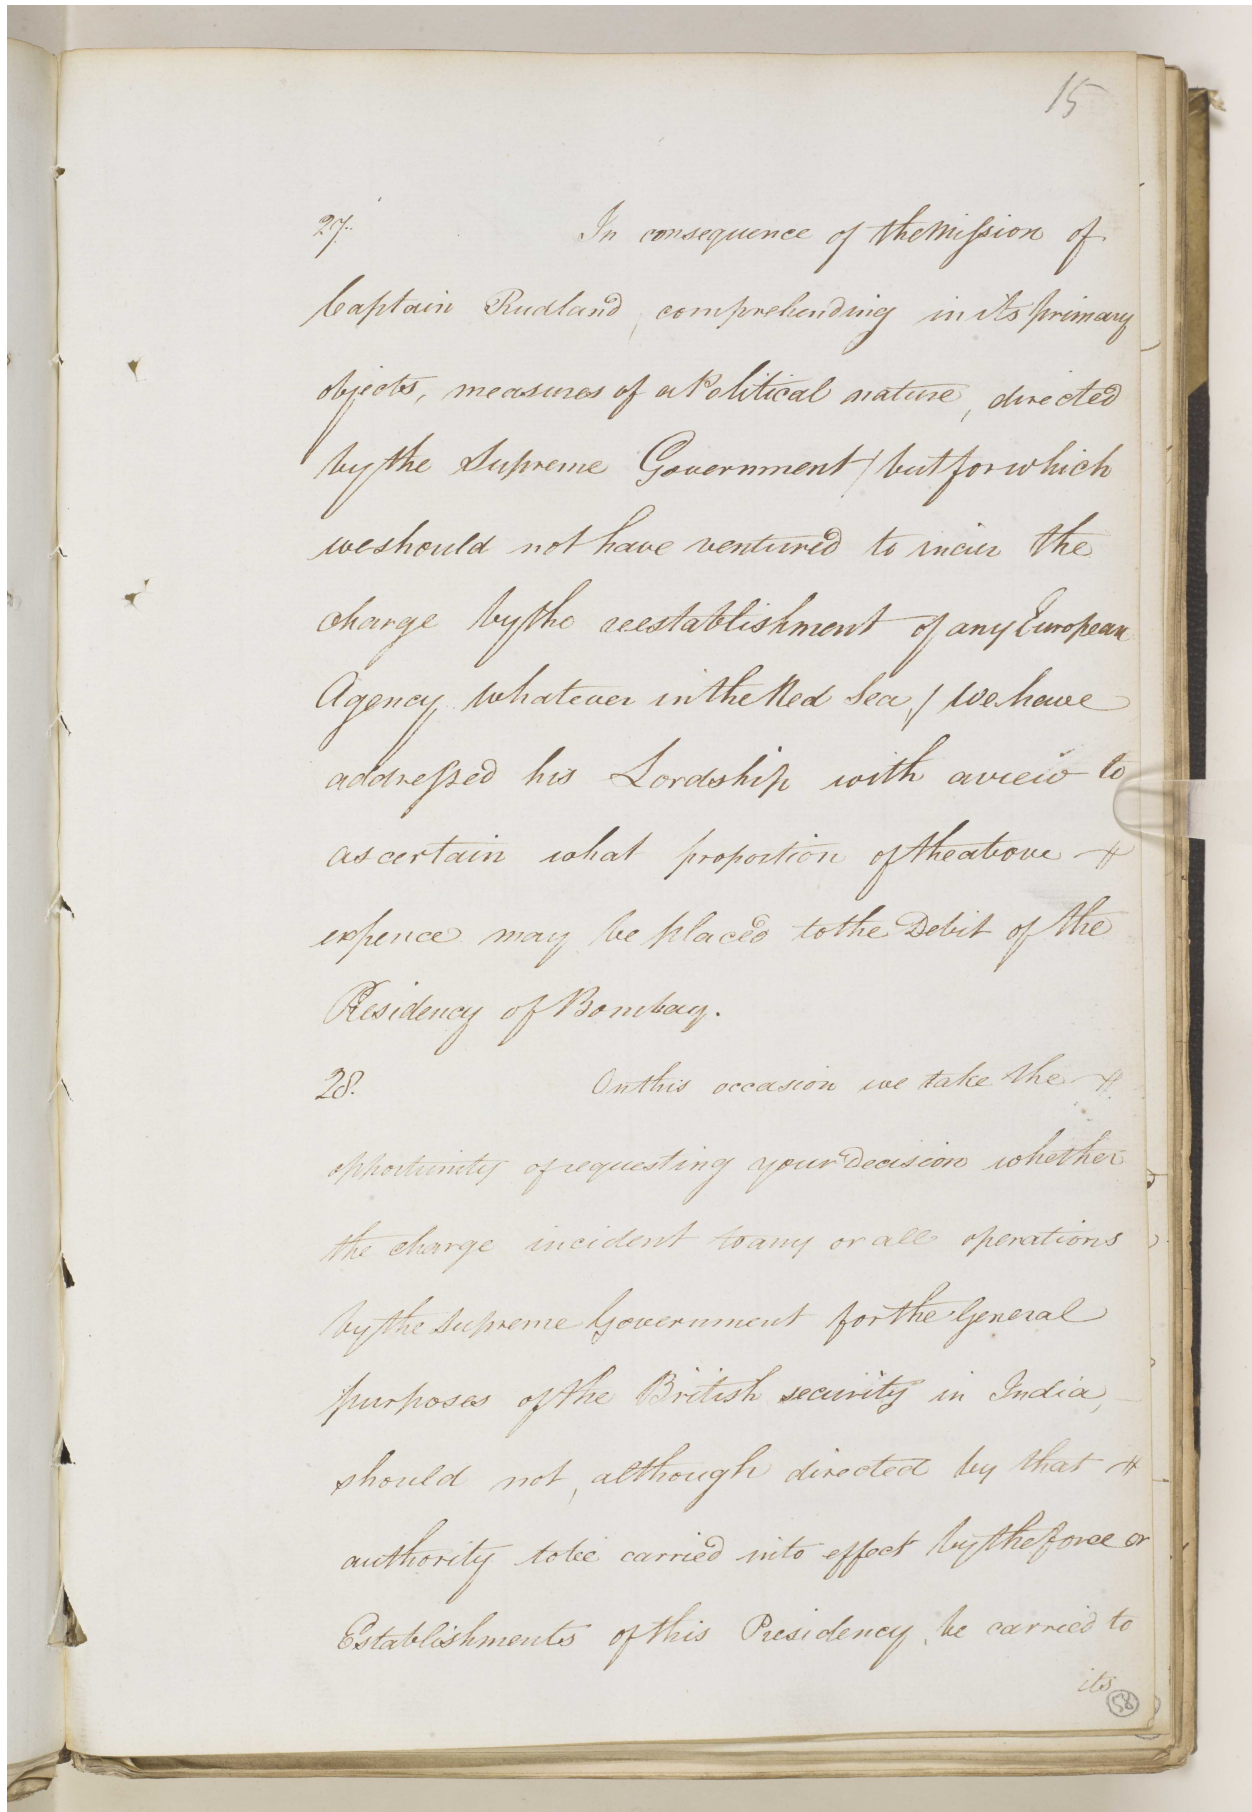 15
27. In consequence of the Mission of
Captain Rudland, comprehending in its primary
objects, measures of a Political nature, directed
by the Supreme Government / but for which
we should not have ventured to incur the
charge by the reestablishment of any European
Agency whatever in the Red Sea, / we have
addressed his Lordship with a view to
ascertain what proportion of the above
expence may be placed to the Debit of the
Presidency of Bombay.
28. On this occasion we take the
opportunity of requesting your Decision whether
the charge incident to any or all operations
by the Supreme Government for the General
purposes of the British security in India,
should not, although directed by that
authority to be carried into effect by the force or
Establishments of this Presidency, be carried to
its
58